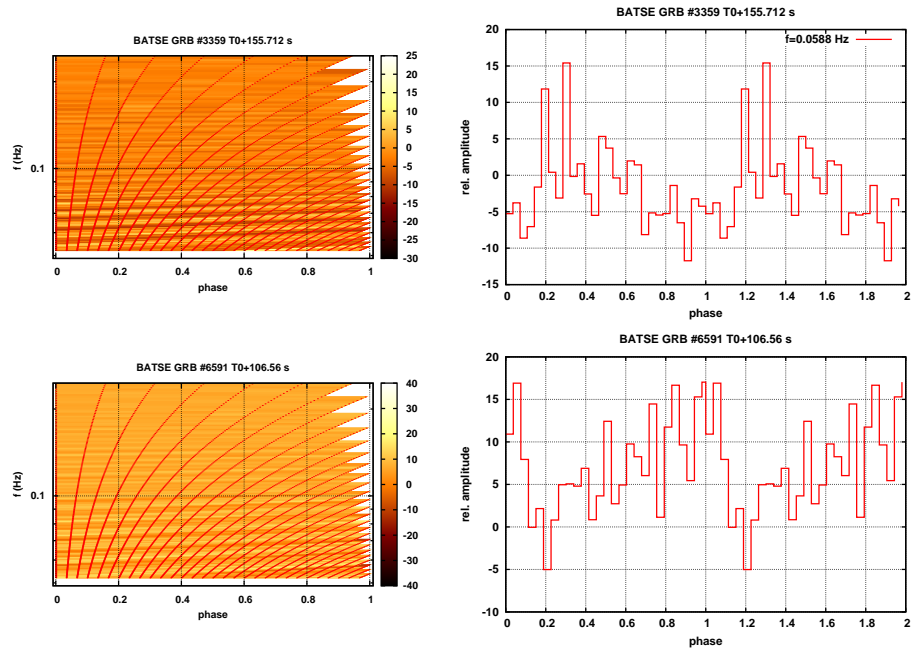 BATSE GRB #3359 T0+155.712 s
f (Hz)
0.1
0 0.2 0.4 0.6 0.8 1
phase
25
20
15
10
5
0
-5
-10
-15
-20
-25
-30
BATSE GRB #3359 T0+155.712 s
f=0.0588 Hz
rel. amplitude
20
15
10
5
0
-5
-10
-15
0 0.2 0.4 0.6 0.8 1 1.2 1.4 1.6 1.8 2
phase
BATSE GRB #6591 T0+106.56 s
f (Hz)
0.1
0 0.2 0.4 0.6 0.8 1
phase
40
30
20
10
0
-10
-20
-30
-40
BATSE GRB #6591 T0+106.56 s
rel. amplitude
20
15
10
5
0
-5
-10
0 0.2 0.4 0.6 0.8 1 1.2 1.4 1.6 1.8 2
phase